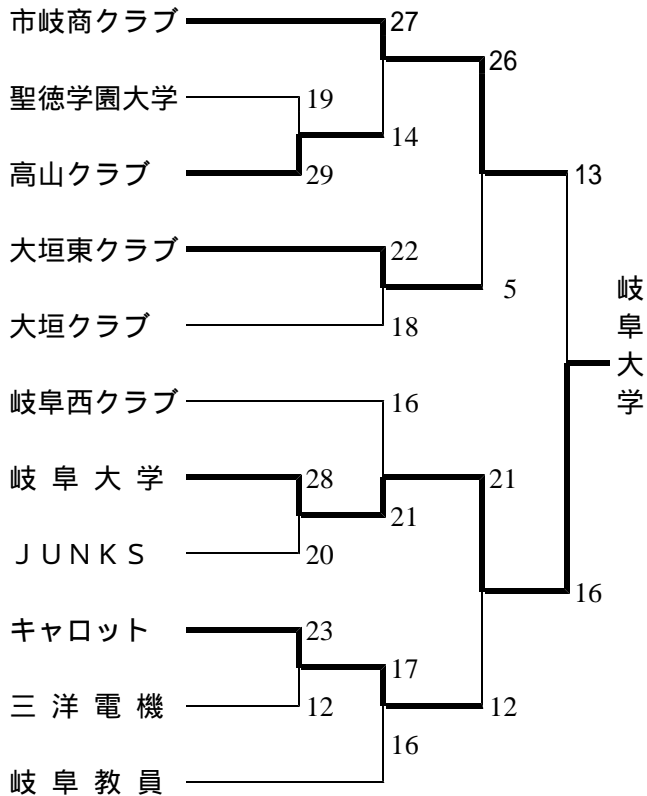 市岐商クラブ 27
26
聖徳学園大学 19
14
高山クラブ 29
13
大垣東クラブ 22
5
大垣クラブ 18
岐阜大学
岐阜西クラブ 16
岐阜大学 28
21
21
JUNKS 20
16
キャロット 23
17
三洋電機 12
12
16
岐阜教員